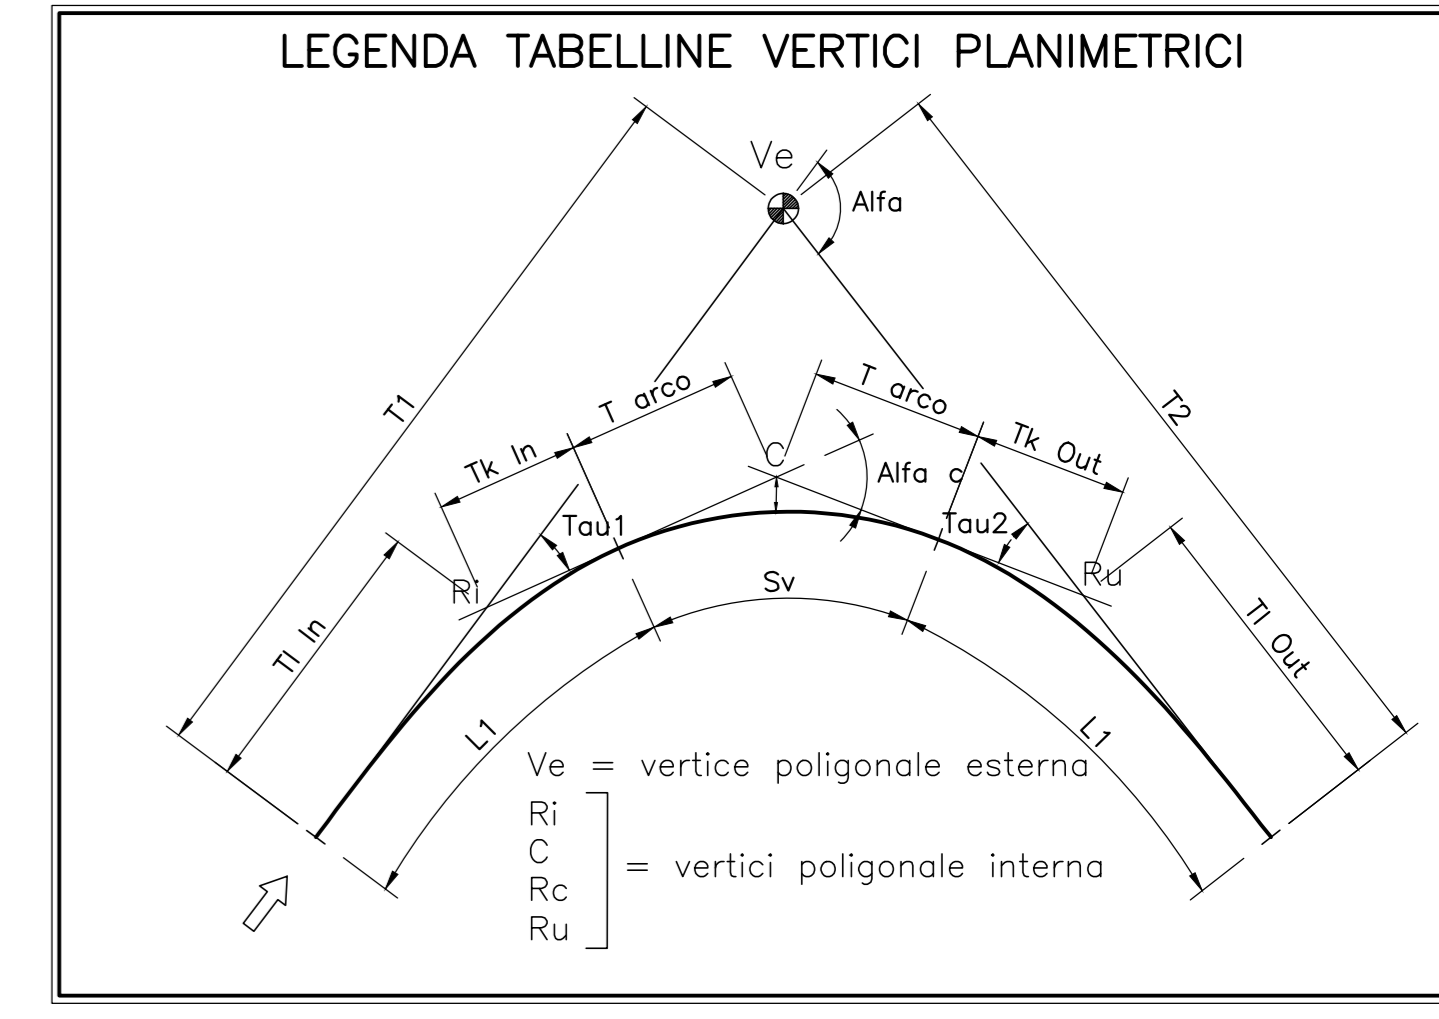 LEGENDA TABELLINE VERTICI PLANIMETRICI
Ve
Alfa
T1
T2
T arco
T arco
Tk In
Tk Out
C
Alfa c
Tau1
Tau2
Ri
Ru
Sv
Tl In
Tl Out
L1
L1
Ve = vertice poligonale esterna
Ri
C
Rc
Ru
= vertici poligonale interna